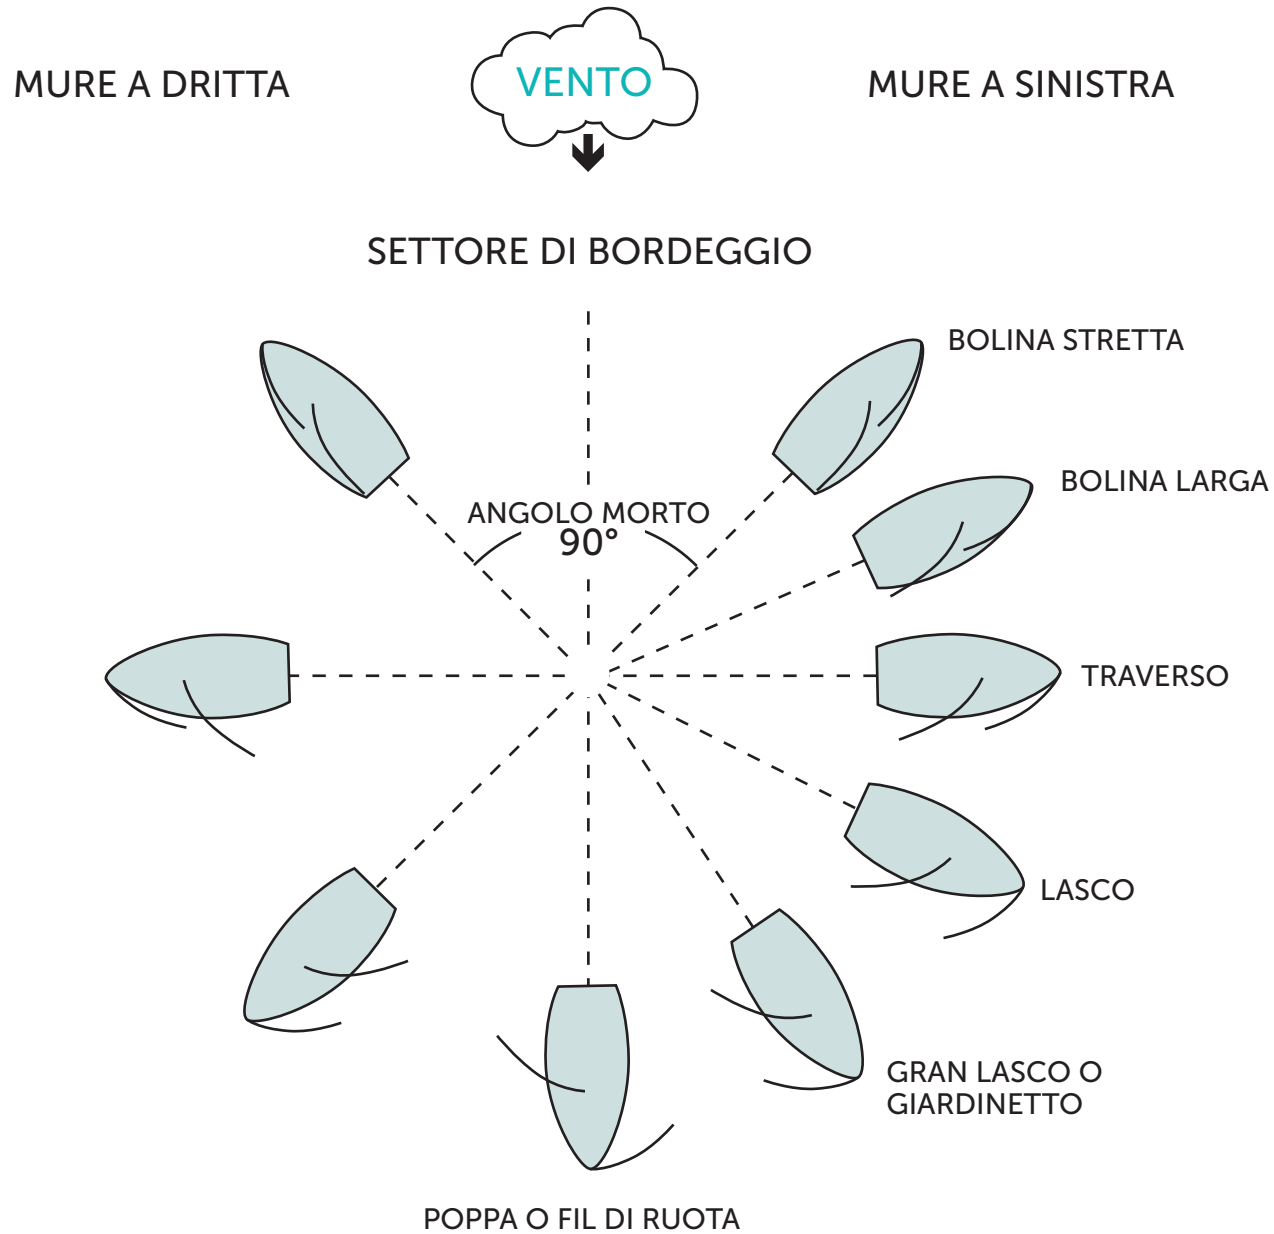 MURE A DRITTA
VENTO
MURE A SINISTRA
SETTORE DI BORDEGGIO
BOLINA STRETTA
BOLINA LARGA
ANGOLO MORTO
90°
TRAVERSO
LASCO
GRAN LASCO O
GIARDINETTO
POPPA O FIL DI RUOTA